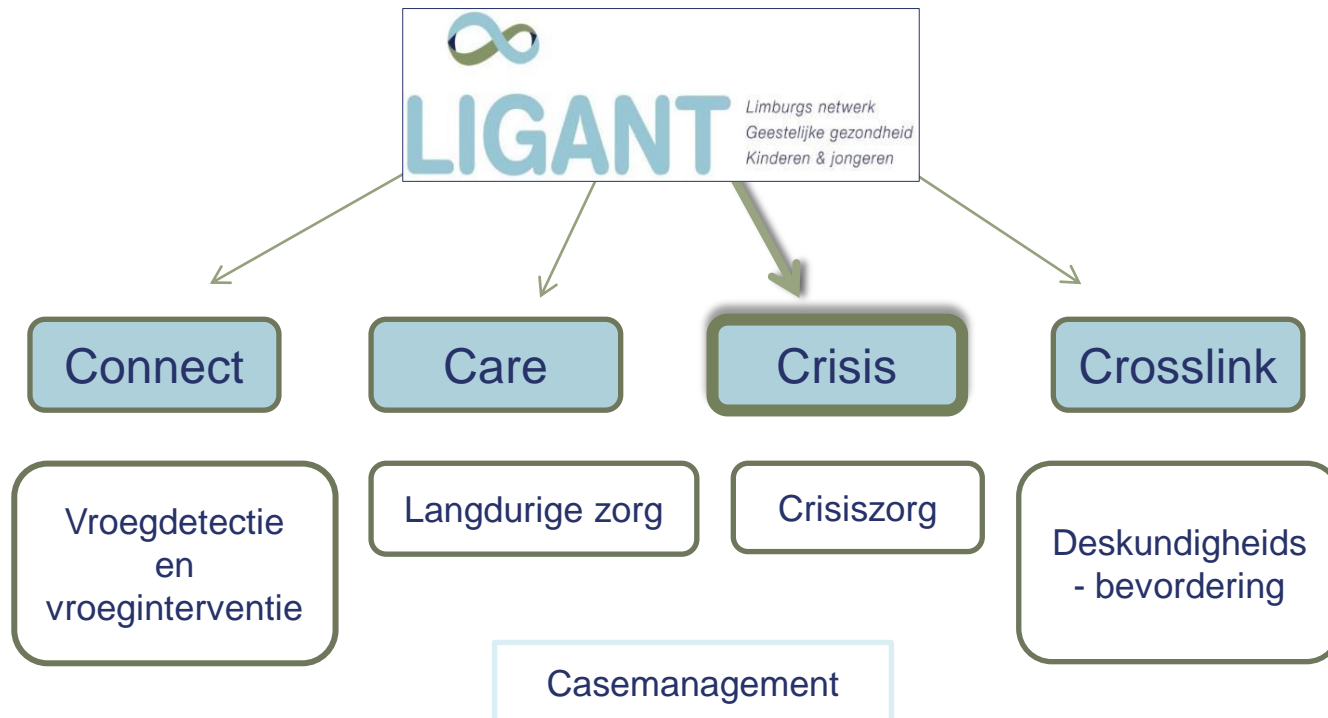 LIGANT
Limburgs netwerk
Geestelijke gezondheid
Kinderen & jongeren
Connect
Care
Crisis
Crosslink
Vroegdetectie
en
vroeginterventie
Langdurige zorg
Crisiszorg
Deskundigheids
- bevordering
Casemanagement